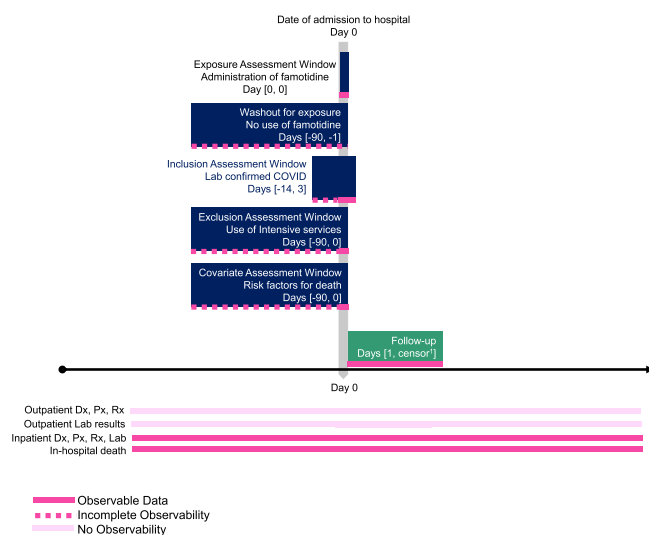 Date of admission to hospital
Day 0
Exposure Assessment Window
Administration of famotidine
Day [0, 0]
Washout for exposure
No use of famotidine
Days [-90, -1]
Inclusion Assessment Window
Lab confirmed COVID
Days [-14, 3]
Exclusion Assessment Window
Use of Intensive services
Days [-90, 0]
Covariate Assessment Window
Risk factors for death
Days [-90, 0]
Follow-up
Days [1, censor¹]
Day 0
Outpatient Dx, Px, Rx
Outpatient Lab results
Inpatient Dx, Px, Rx, Lab
In-hospital death
Observable Data
Incomplete Observability
No Observability